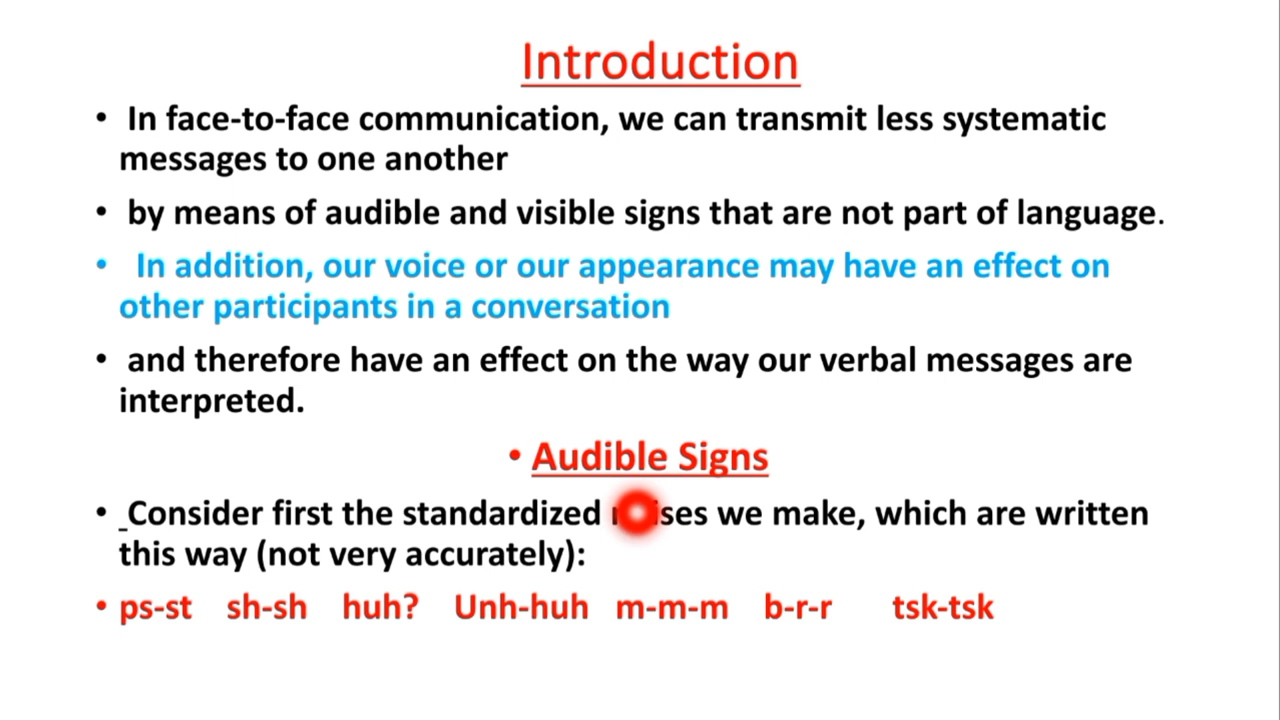 Introduction
• In face-to-face communication, we can transmit less systematic
messages to one another
• by means of audible and visible signs that are not part of language.
• In addition, our voice or our appearance may have an effect on
other participants in a conversation
• and therefore have an effect on the way our verbal messages are
interpreted.
• Audible Signs
• Consider first the standardized we make, which are written
this way (not very accurately):
• ps-st sh-sh huh? Unh-huh m-m-m b-r-r tsk-tsk